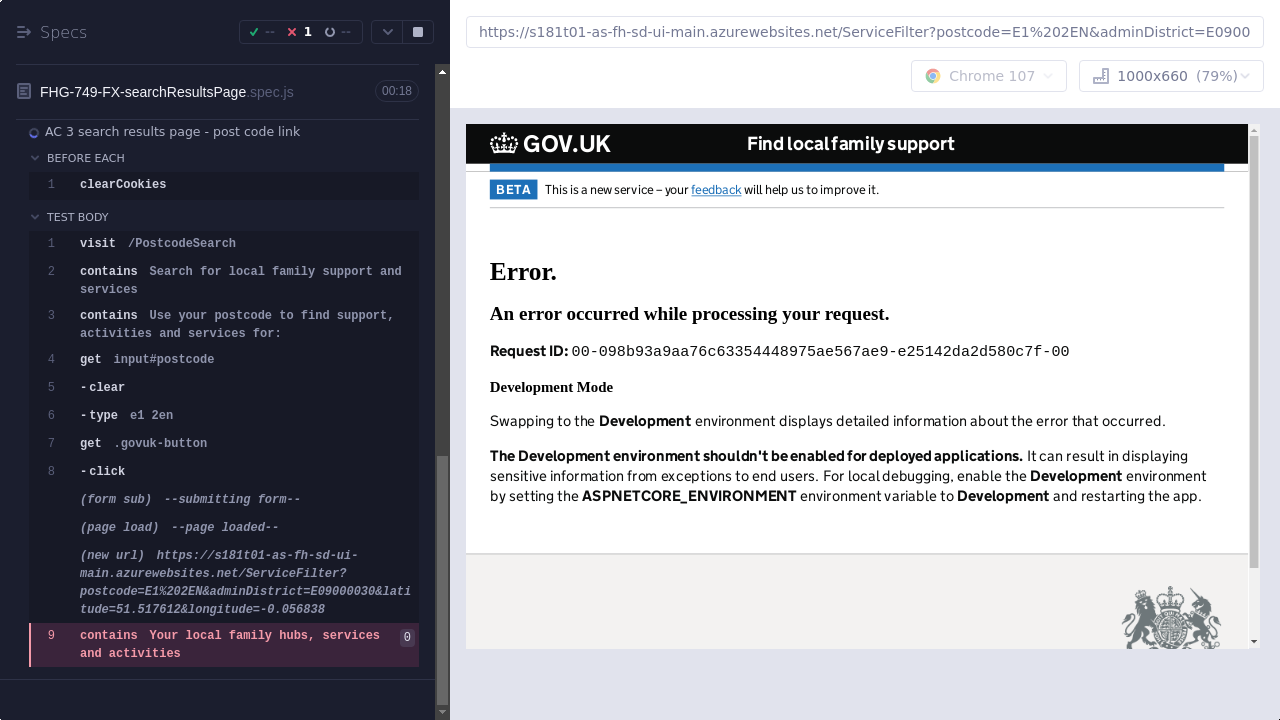 Specs
-- 1 --
FHG-749-FX-searchResultsPage.spec.js 00:18
AC 3 search results page - post code link
BEFORE EACH
1 clearCookies
TEST BODY
1 visit /PostcodeSearch
2 contains Search for local family support and
services
3 contains Use your postcode to find support,
activities and services for:
4 get input#postcode
5 -clear
6 -type e1 2en
7 get .govuk-button
8 -click
(form sub) --submitting form--
(page load) --page loaded--
(new url) https://s181t01-as-fh-sd-ui-
main.azurewebsites.net/ServiceFilter?
postcode=E1%202EN&adminDistrict=E09000030&lati
tude=51.517612&longitude=-0.056838
9 contains Your local family hubs, services 0
and activities
https://s181t01-as-fh-sd-ui-main.azurewebsites.net/ServiceFilter?postcode=E1%202EN&adminDistrict=E0900
Chrome 107
1000x660 (79%)
GOV.UK
Find local family support
BETA This is a new service – your feedback will help us to improve it.
Error.
An error occurred while processing your request.
Request ID: 00-098b93a9aa76c63354448975ae567ae9-e25142da2d580c7f-00
Development Mode
Swapping to the Development environment displays detailed information about the error that occurred.
The Development environment shouldn't be enabled for deployed applications. It can result in displaying
sensitive information from exceptions to end users. For local debugging, enable the Development environment
by setting the ASPNETCORE_ENVIRONMENT environment variable to Development and restarting the app.